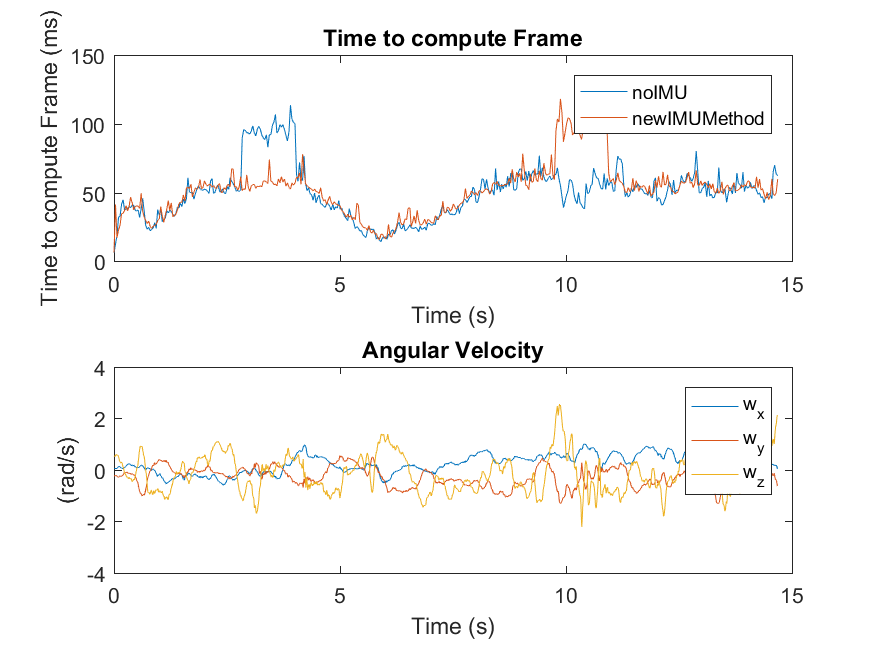 Time to compute Frame
Time to compute Frame (ms)
150
100
50
0
noIMU
newIMUMethod
0 5 10 15
Time (s)
Angular Velocity
(rad/s)
4
2
0
-2
-4
w_x
w_y
w_z
0 5 10 15
Time (s)